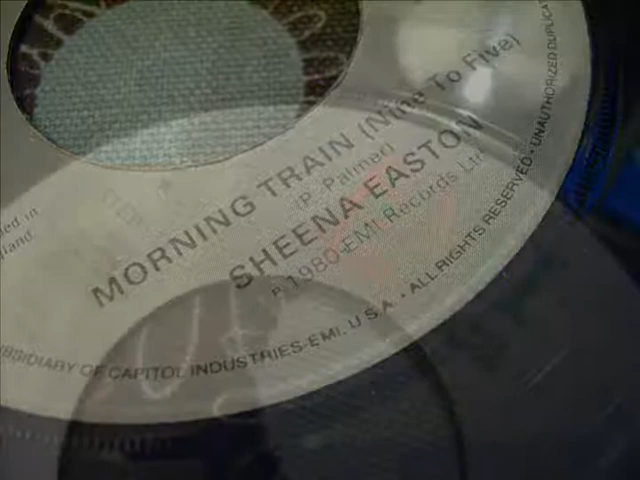 MORNING TRAIN (Nine To Five)
(P. Palmer)
SHEENA EASTON
℗ 1980 EMI Records Ltd
SUBSIDIARY OF CAPITOL INDUSTRIES-EMI, U.S.A. • ALL RIGHTS RESERVED • UNAUTHORIZED